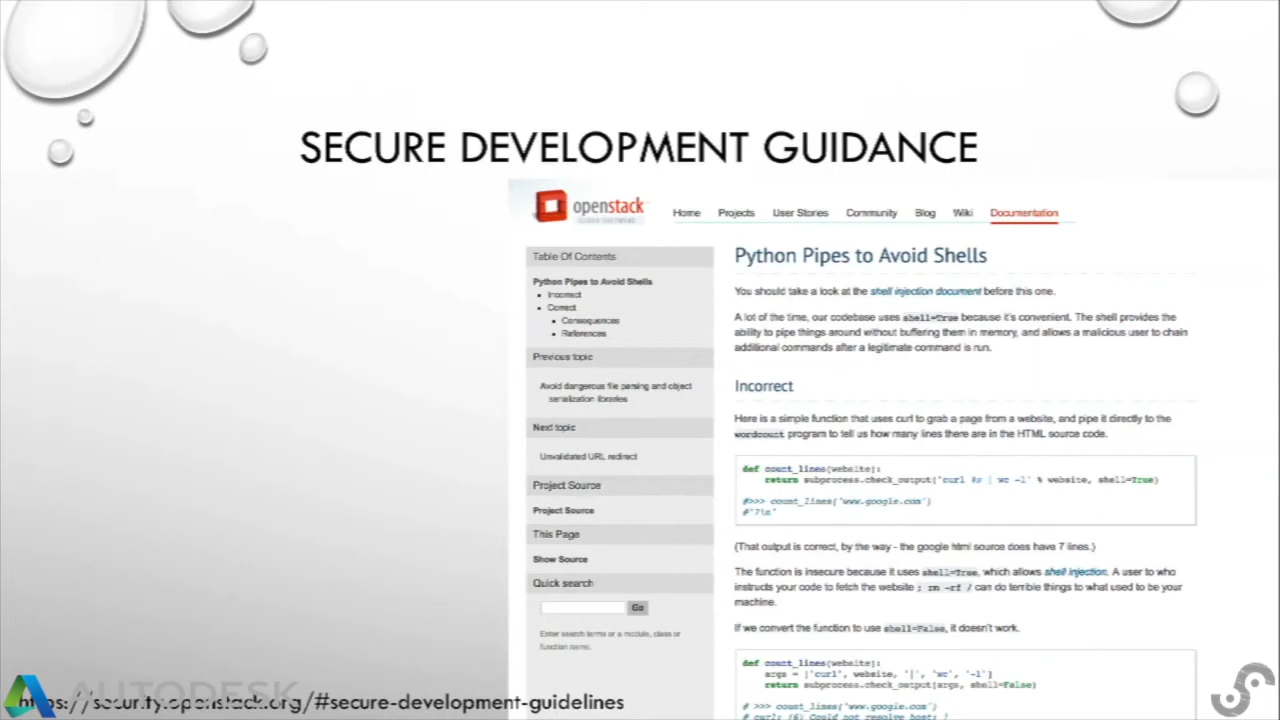 SECURE DEVELOPMENT GUIDANCE
openstack
CLOUD SOFTWARE
Home Projects User Stories Community Blog Wiki Documentation
Table Of Contents
Python Pipes to Avoid Shells
Incorrect
Correct
Consequences
References
Previous topic
Avoid dangerous file parsing and object
serialization libraries
Next topic
Unvalidated URL redirect
Project Source
Project Source
This Page
Show Source
Quick search
Go
Enter search terms or a module, class or
function name.
Python Pipes to Avoid Shells
You should take a look at the shell injection document before this one.
A lot of the time, our codebase uses shell=True because it's convenient. The shell provides the
ability to pipe things around without buffering them in memory, and allows a malicious user to chain
additional commands after a legitimate command is run.
Incorrect
Here is a simple function that uses curl to grab a page from a website, and pipe it directly to the
wordcount program to tell us how many lines there are in the HTML source code.
def count_lines(website):
return subprocess.check_output('curl %s | wc -l' % website, shell=True)
#>>> count_lines('www.google.com')
#'7\n'
(That output is correct, by the way - the google html source does have 7 lines.)
The function is insecure because it uses shell=True, which allows shell injection. A user to who
instructs your code to fetch the website ; rm -rf / can do terrible things to what used to be your
machine.
If we convert the function to use shell=False, it doesn't work.
def count_lines(website):
args = ['curl', website, '|', 'wc', '-l']
return subprocess.check_output(args, shell=False)
# >>> count_lines('www.google.com')
# curl: (6) Could not resolve host: |
https://security.openstack.org/#secure-development-guidelines